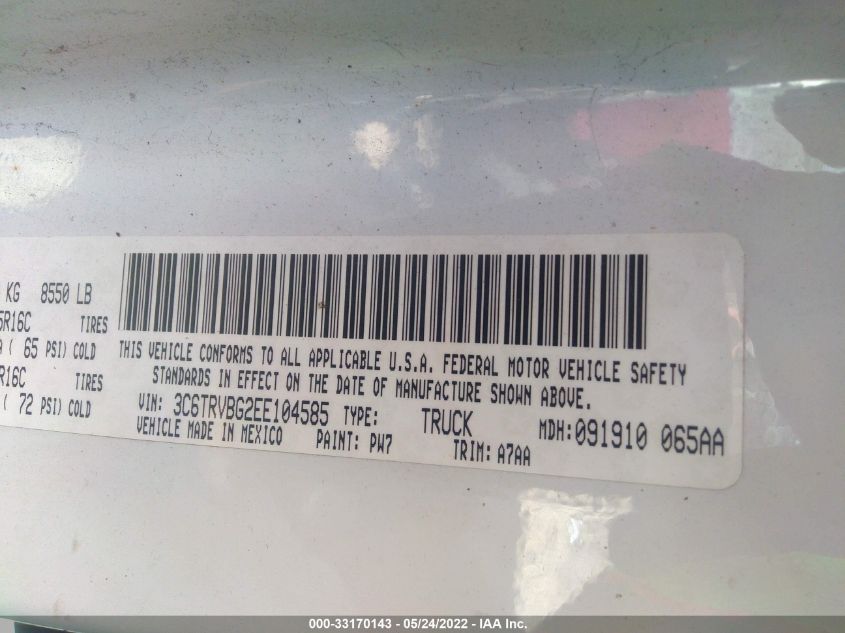 KG 8550 LB
5R16C TIRES
( 65 PSI) COLD
R16C TIRES
( 72 PSI) COLD
THIS VEHICLE CONFORMS TO ALL APPLICABLE U.S.A. FEDERAL MOTOR VEHICLE SAFETY
STANDARDS IN EFFECT ON THE DATE OF MANUFACTURE SHOWN ABOVE.
VIN: 3C6TRVBG2EE104585 TYPE: TRUCK MDH:091910 065AA
VEHICLE MADE IN MEXICO PAINT: PW7 TRIM: A7AA
000-33170143 - 05/24/2022 - IAA Inc.